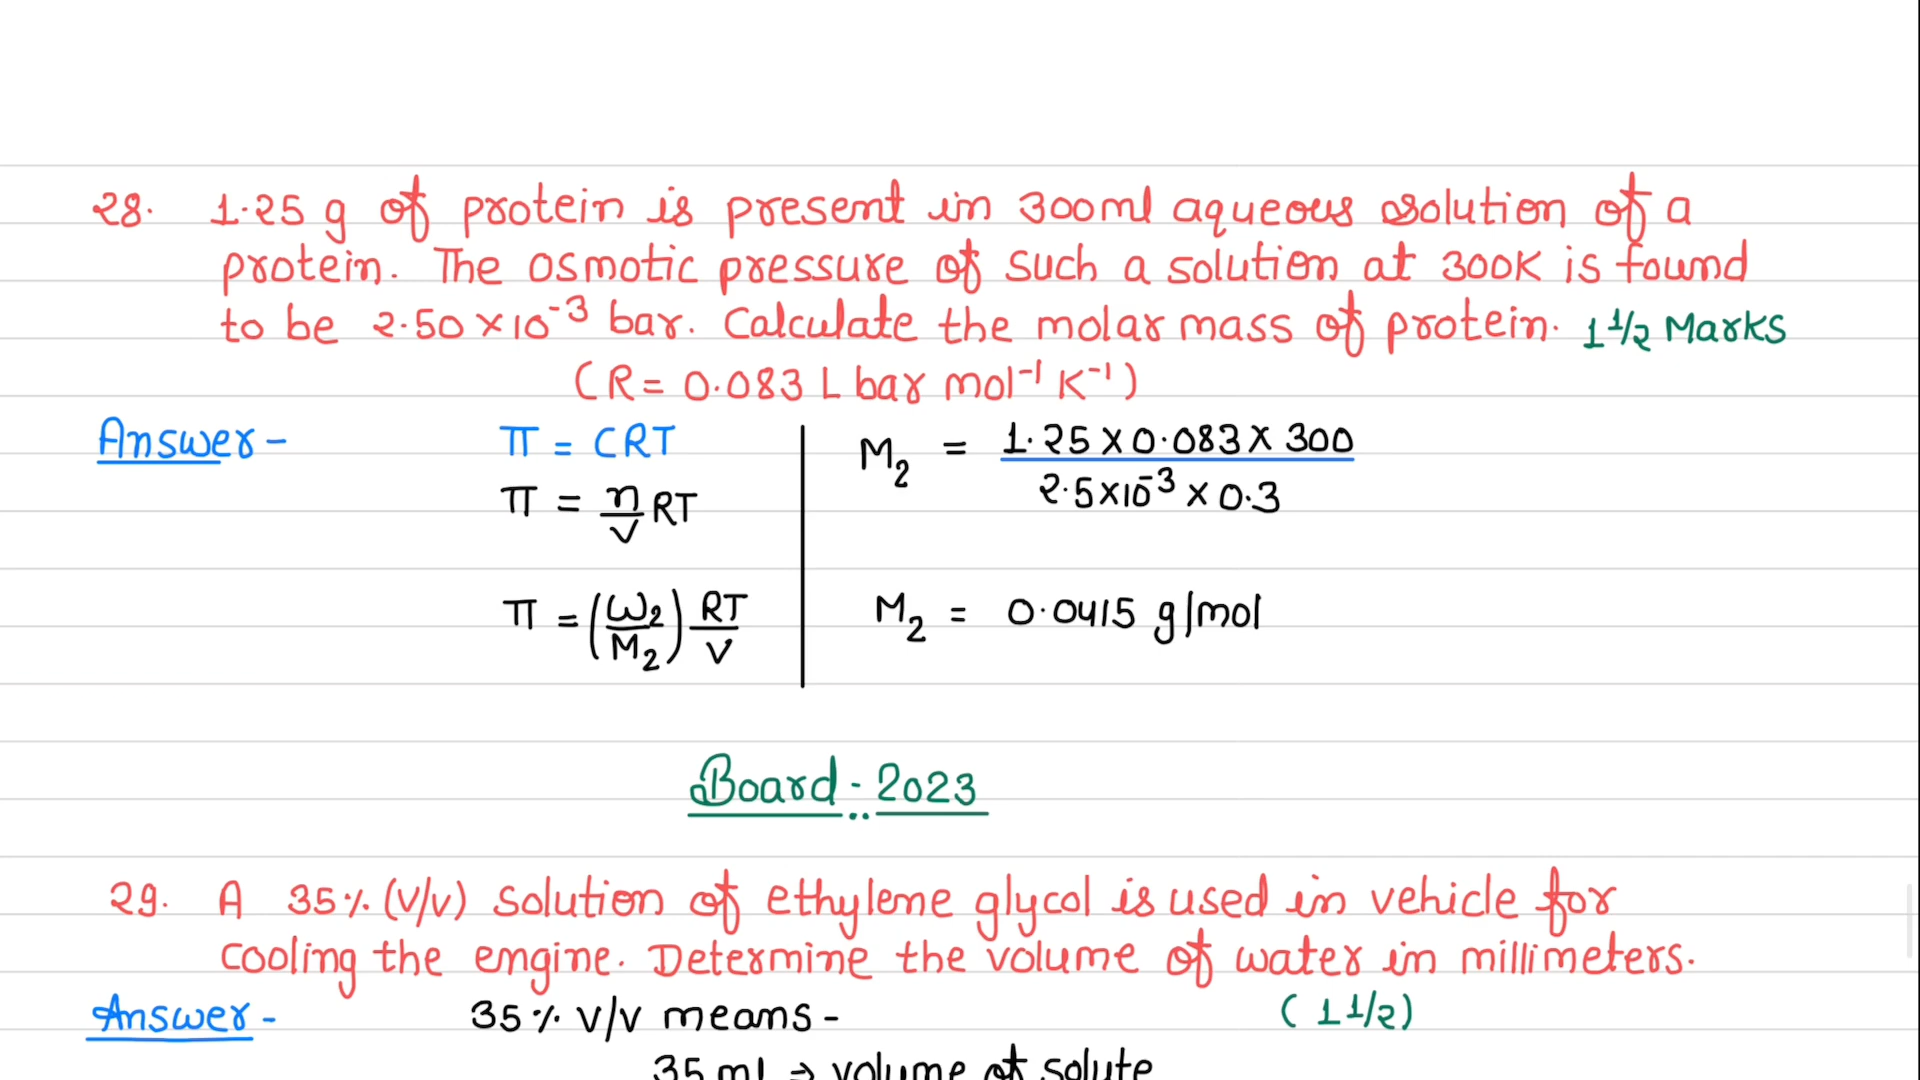 28. 1.25 g of protein is present in 300ml aqueous solution of a
protein. The osmotic pressure of such a solution at 300K is found
to be 2.50 × 10⁻³ bar. Calculate the molar mass of protein. 1 1/2 Marks
(R = 0.083 L bar mol⁻¹ K⁻¹)
Answer -
π = CRT
π = n/V RT
π = (W₂/M₂) RT/V
M₂ = 1.25 × 0.083 × 300 / 2.5×10⁻³ × 0.3
M₂ = 0.0415 g/mol
Board - 2023
29. A 35% (V/V) solution of ethylene glycol is used in vehicle for
cooling the engine. Determine the volume of water in millimeters.
(1 1/2)
Answer - 35% V/V means -
35 ml ⇒ volume of solute